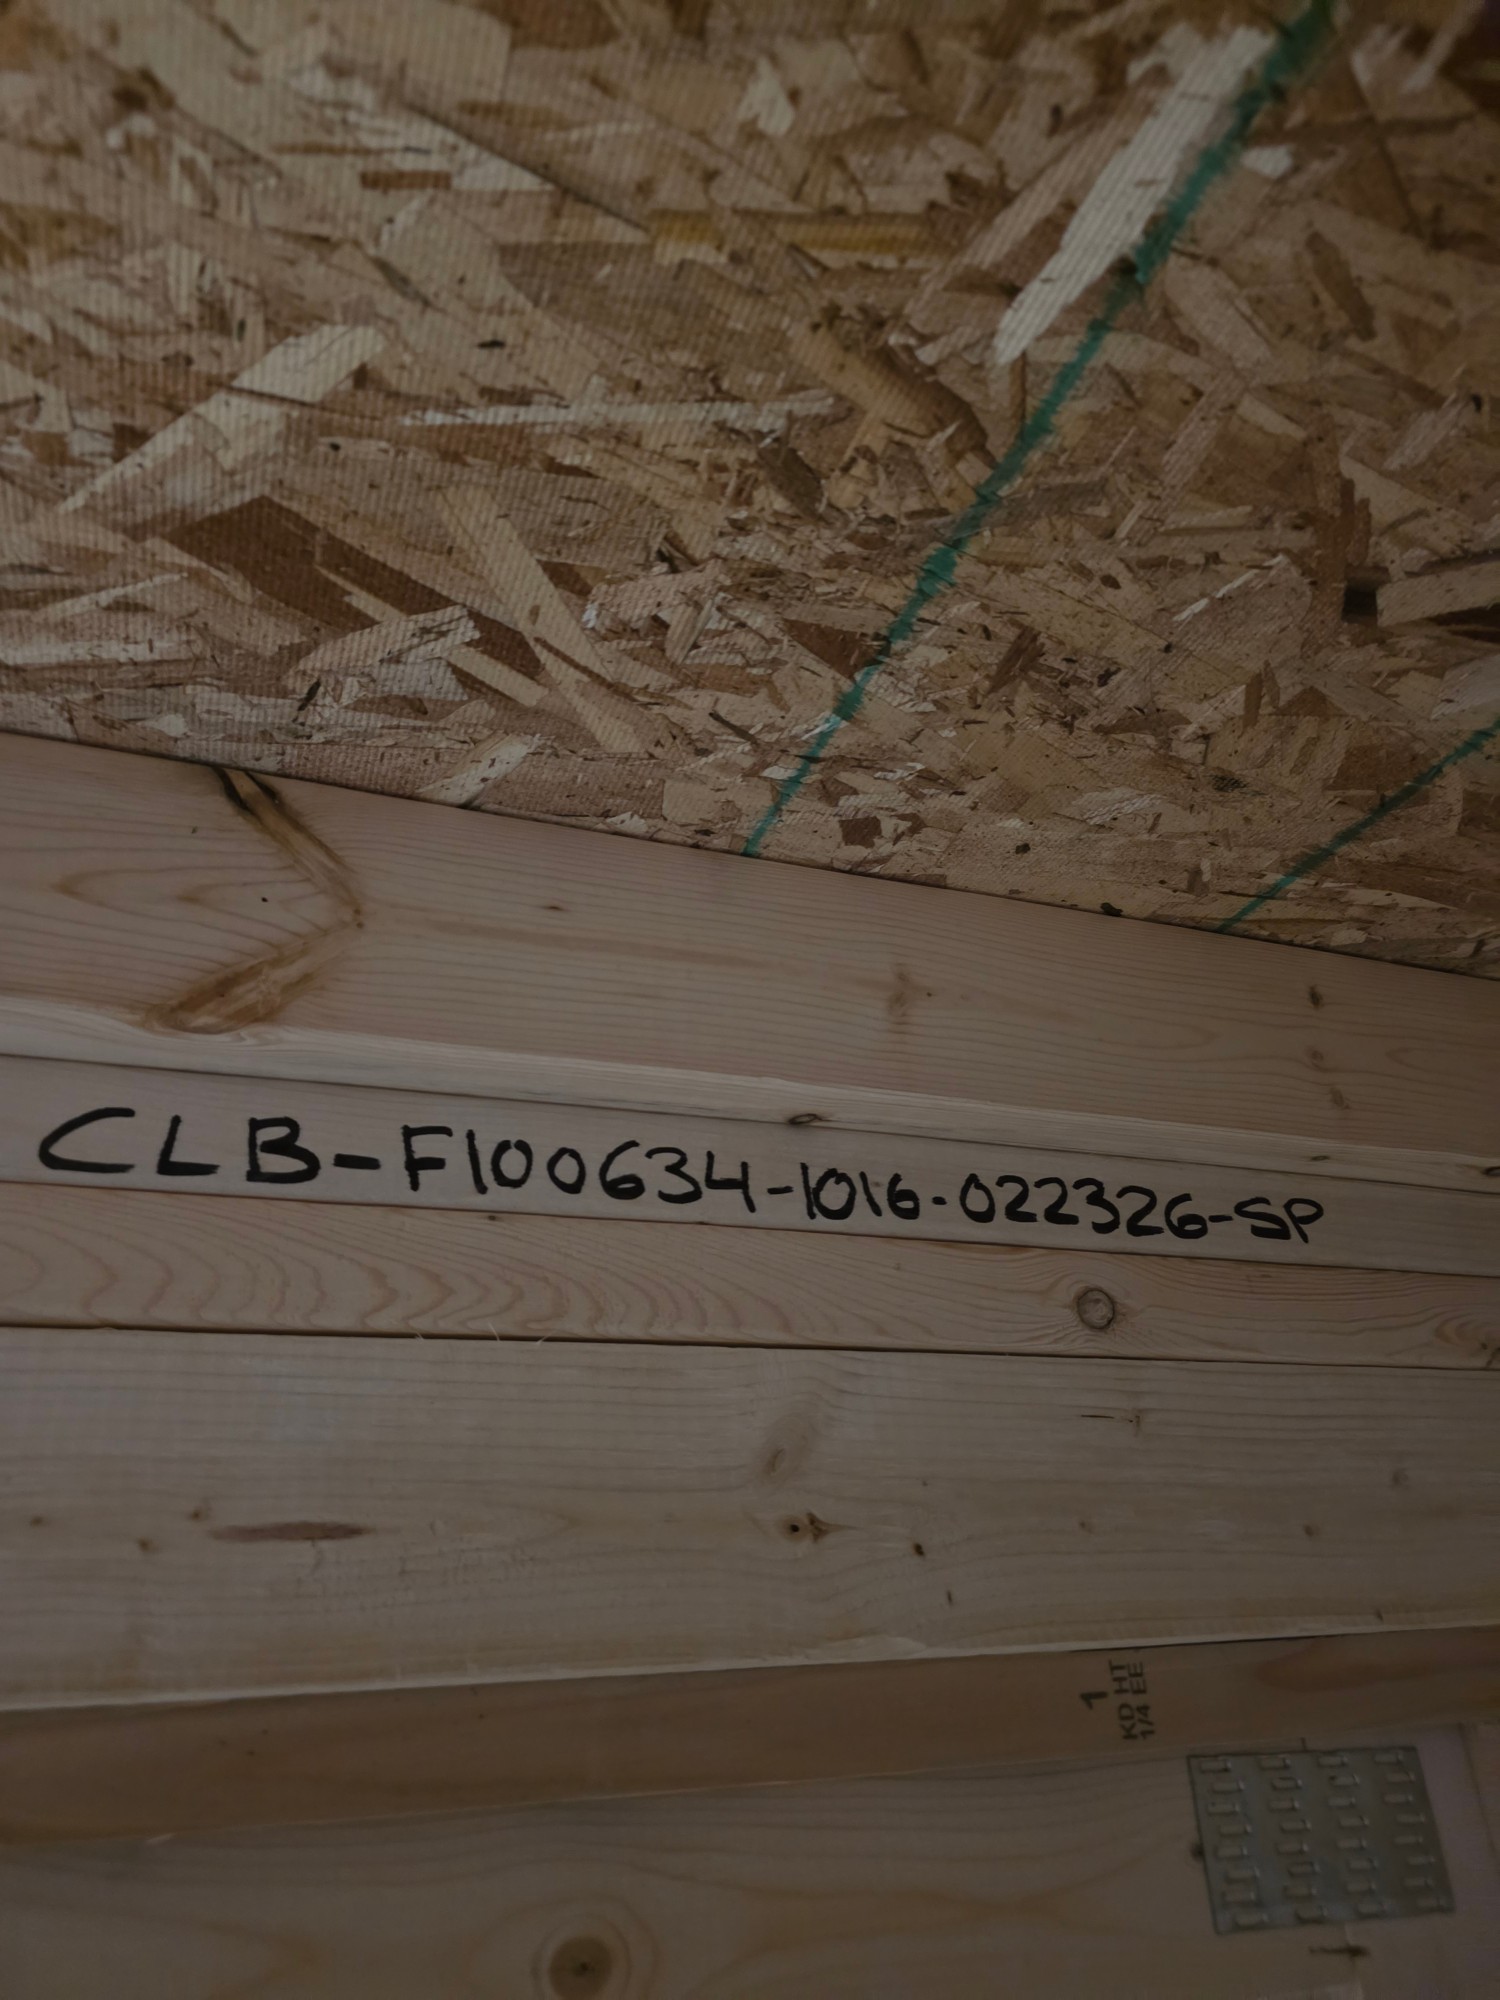 CLB-F100634-1016-022326-SP
1
KD HT
1/4 EE